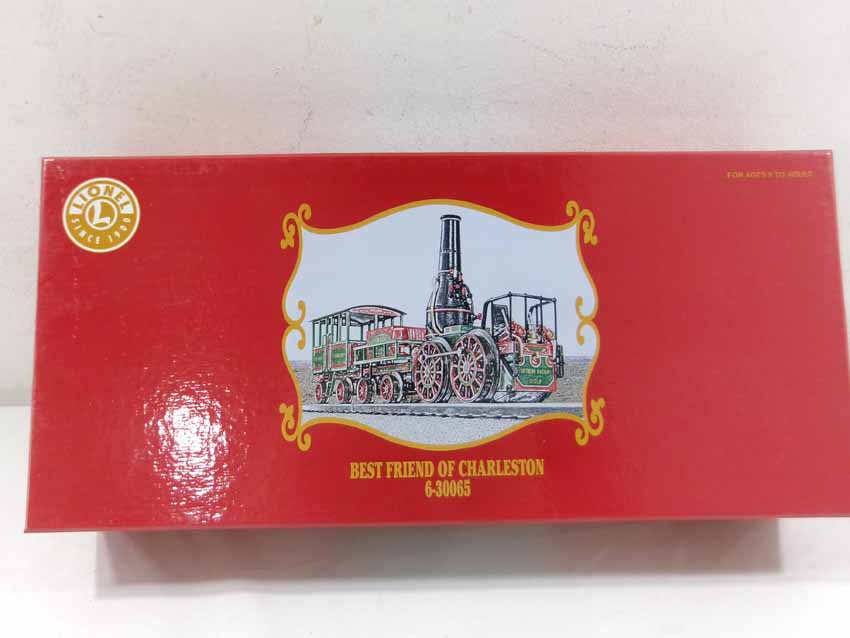 LIONEL
L
SINCE 1900
FOR AGES 8 TO ADULT
BEST FRIEND OF CHARLESTON
6-30065